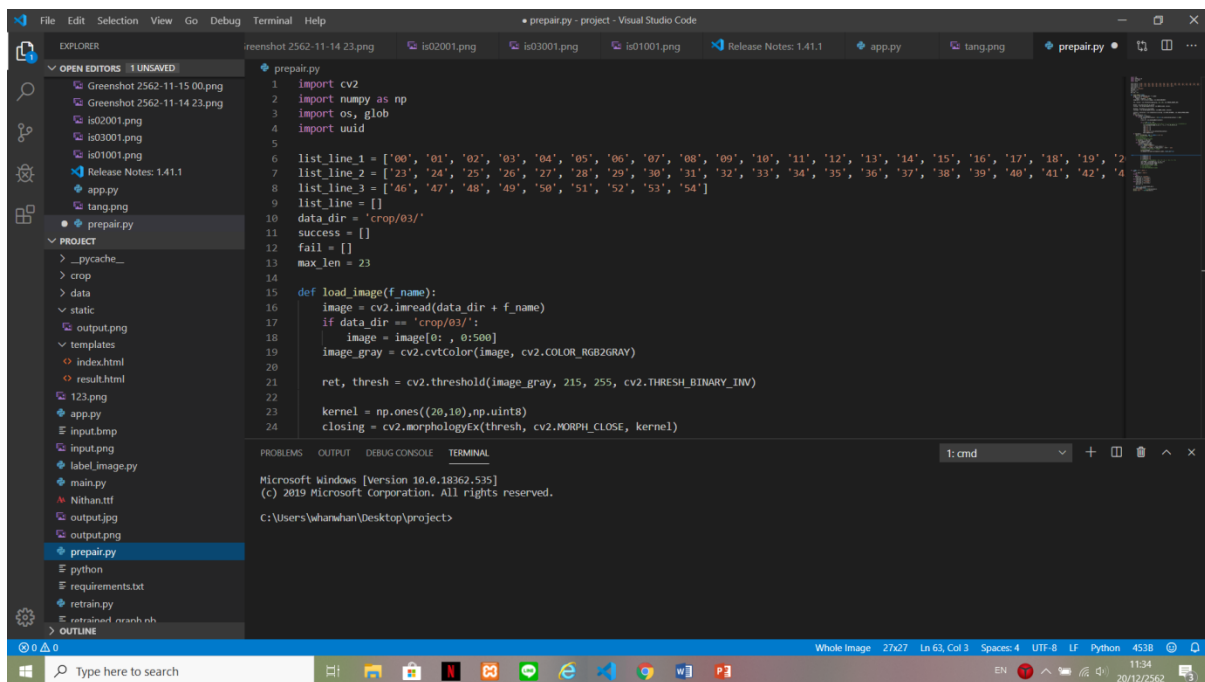 File Edit Selection View Go Debug Terminal Help
● prepair.py - project - Visual Studio Code
EXPLORER
reenshot 2562-11-14 23.png is02001.png is03001.png is01001.png Release Notes: 1.41.1 app.py tang.png prepair.py ●
OPEN EDITORS 1 UNSAVED
Greenshot 2562-11-15 00.png
Greenshot 2562-11-14 23.png
is02001.png
is03001.png
is01001.png
Release Notes: 1.41.1
app.py
tang.png
● prepair.py
PROJECT
> __pycache__
> crop
> data
static
output.png
templates
<> index.html
<> result.html
123.png
app.py
input.bmp
input.png
label_image.py
main.py
Nithan.ttf
output.jpg
output.png
prepair.py
python
requirements.txt
retrain.py
retrained_graph.pb
> OUTLINE
prepair.py
1 import cv2
2 import numpy as np
3 import os, glob
4 import uuid
5
6 list_line_1 = ['00', '01', '02', '03', '04', '05', '06', '07', '08', '09', '10', '11', '12', '13', '14', '15', '16', '17', '18', '19', '2
7 list_line_2 = ['23', '24', '25', '26', '27', '28', '29', '30', '31', '32', '33', '34', '35', '36', '37', '38', '39', '40', '41', '42', '4
8 list_line_3 = ['46', '47', '48', '49', '50', '51', '52', '53', '54']
9 list_line = []
10 data_dir = 'crop/03/'
11 success = []
12 fail = []
13 max_len = 23
14
15 def load_image(f_name):
16 image = cv2.imread(data_dir + f_name)
17 if data_dir == 'crop/03/':
18 image = image[0: , 0:500]
19 image_gray = cv2.cvtColor(image, cv2.COLOR_RGB2GRAY)
20
21 ret, thresh = cv2.threshold(image_gray, 215, 255, cv2.THRESH_BINARY_INV)
22
23 kernel = np.ones((20,10),np.uint8)
24 closing = cv2.morphologyEx(thresh, cv2.MORPH_CLOSE, kernel)
PROBLEMS OUTPUT DEBUG CONSOLE TERMINAL 1: cmd
Microsoft Windows [Version 10.0.18362.535]
(c) 2019 Microsoft Corporation. All rights reserved.
C:\Users\whanwhan\Desktop\project>
0 0 Whole Image 27x27 Ln 63, Col 3 Spaces: 4 UTF-8 LF Python 453B
Type here to search
EN 11:34
20/12/2562